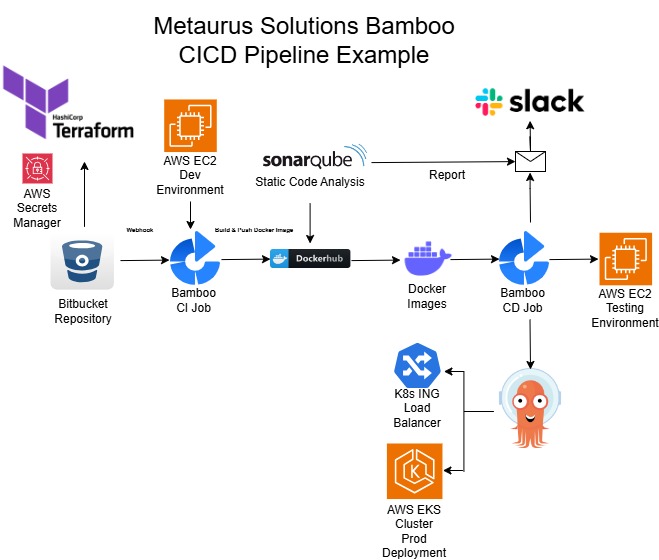 Metaurus Solutions Bamboo
CICD Pipeline Example
HashiCorp
Terraform
slack
AWS EC2
Dev
Environment
sonarqube
Static Code Analysis
Report
AWS
Secrets
Manager
Webhook
Build & Push Docker Image
Dockerhub
Bitbucket
Repository
Bamboo
CI Job
Docker
Images
Bamboo
CD Job
AWS EC2
Testing
Environment
K8s ING
Load
Balancer
K
AWS EKS
Cluster
Prod
Deployment